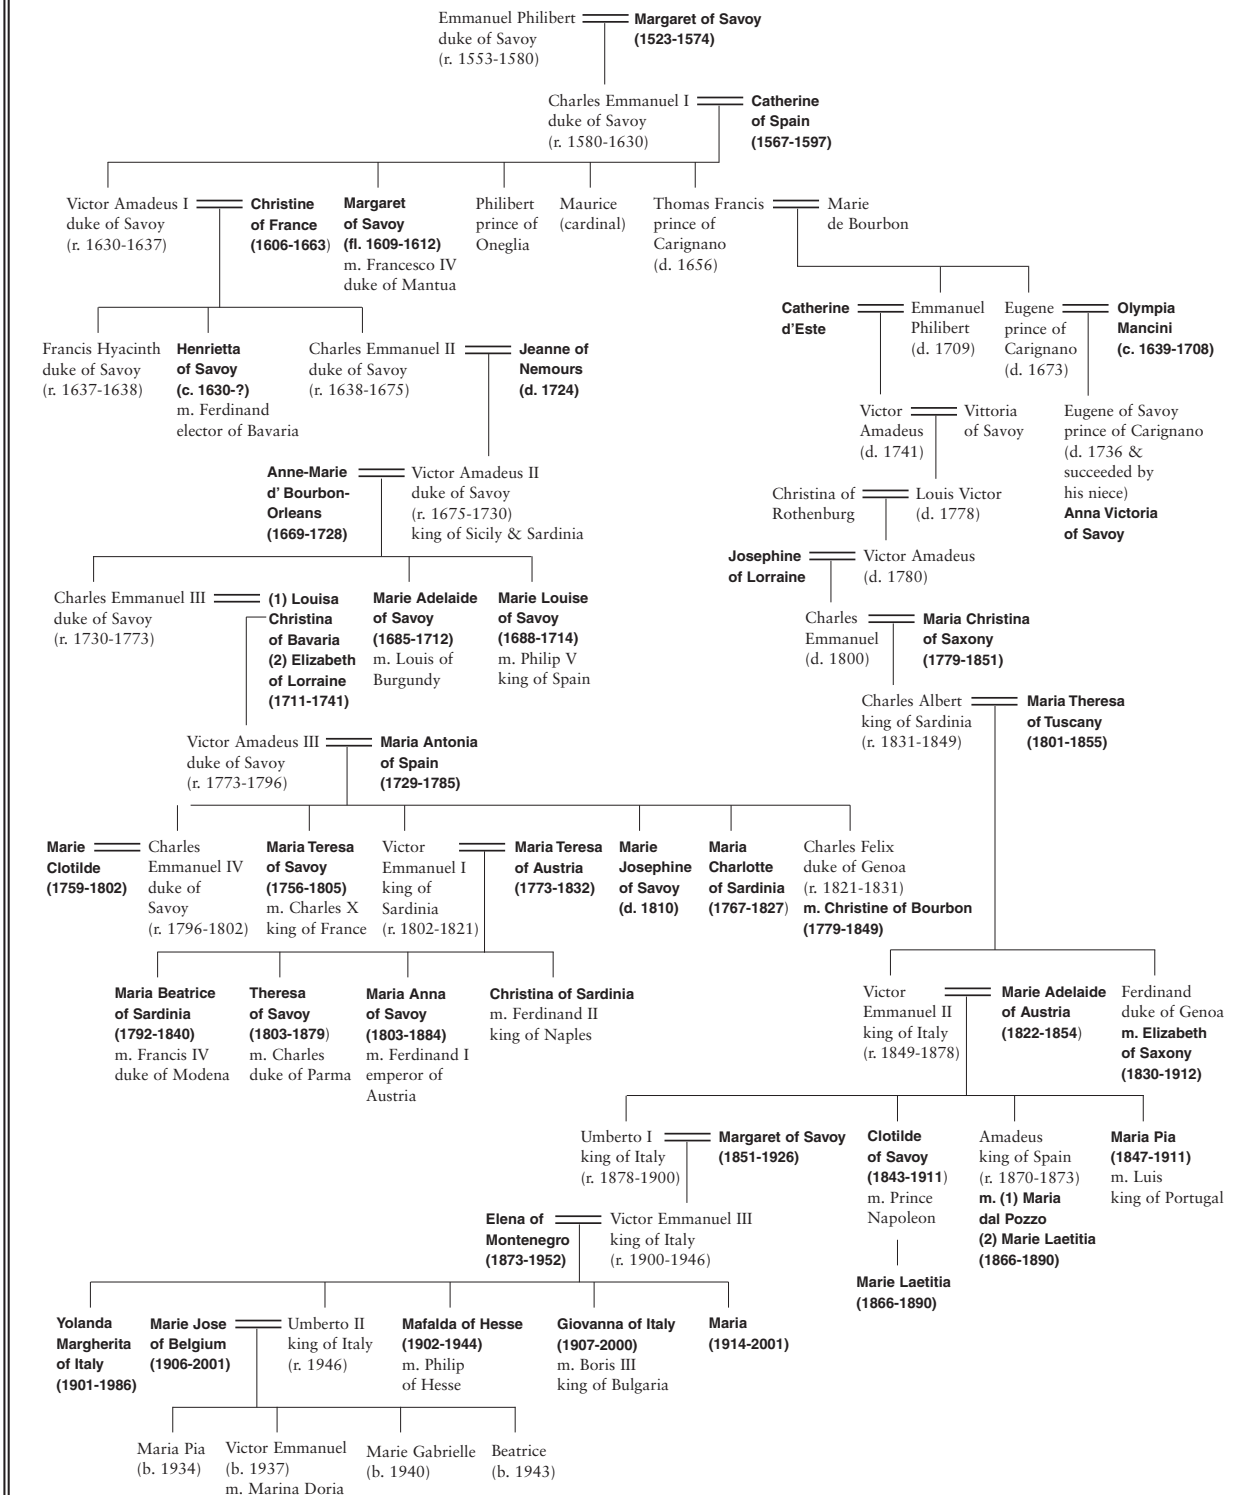 Emmanuel Philibert
duke of Savoy
(r. 1553-1580)
Margaret of Savoy
(1523-1574)
Charles Emmanuel I
duke of Savoy
(r. 1580-1630)
Catherine
of Spain
(1567-1597)
Victor Amadeus I
duke of Savoy
(r. 1630-1637)
Christine
of France
(1606-1663)
Margaret
of Savoy
(fl. 1609-1612)
m. Francesco IV
duke of Mantua
Philibert
prince of
Oneglia
Maurice
(cardinal)
Thomas Francis
prince of
Carignano
(d. 1656)
Marie
de Bourbon
Catherine
d'Este
Emmanuel
Philibert
(d. 1709)
Eugene
prince of
Carignano
(d. 1673)
Olympia
Mancini
(c. 1639-1708)
Francis Hyacinth
duke of Savoy
(r. 1637-1638)
Henrietta
of Savoy
(c. 1630-?)
m. Ferdinand
elector of Bavaria
Charles Emmanuel II
duke of Savoy
(r. 1638-1675)
Jeanne of
Nemours
(d. 1724)
Victor
Amadeus
(d. 1741)
Vittoria
of Savoy
Eugene of Savoy
prince of Carignano
(d. 1736 &
succeeded by
his niece)
Anna Victoria
of Savoy
Anne-Marie
d' Bourbon-
Orleans
(1669-1728)
Victor Amadeus II
duke of Savoy
(r. 1675-1730)
king of Sicily & Sardinia
Christina of
Rothenburg
Louis Victor
(d. 1778)
Josephine
of Lorraine
Victor Amadeus
(d. 1780)
Charles Emmanuel III
duke of Savoy
(r. 1730-1773)
(1) Louisa
Christina
of Bavaria
(2) Elizabeth
of Lorraine
(1711-1741)
Marie Adelaide
of Savoy
(1685-1712)
m. Louis of
Burgundy
Marie Louise
of Savoy
(1688-1714)
m. Philip V
king of Spain
Charles
Emmanuel
(d. 1800)
Maria Christina
of Saxony
(1779-1851)
Charles Albert
king of Sardinia
(r. 1831-1849)
Maria Theresa
of Tuscany
(1801-1855)
Victor Amadeus III
duke of Savoy
(r. 1773-1796)
Maria Antonia
of Spain
(1729-1785)
Marie
Clotilde
(1759-1802)
Charles
Emmanuel IV
duke of
Savoy
(r. 1796-1802)
Maria Teresa
of Savoy
(1756-1805)
m. Charles X
king of France
Victor
Emmanuel I
king of
Sardinia
(r. 1802-1821)
Maria Teresa
of Austria
(1773-1832)
Marie
Josephine
of Savoy
(d. 1810)
Maria
Charlotte
of Sardinia
(1767-1827)
Charles Felix
duke of Genoa
(r. 1821-1831)
m. Christine of Bourbon
(1779-1849)
Maria Beatrice
of Sardinia
(1792-1840)
m. Francis IV
duke of Modena
Theresa
of Savoy
(1803-1879)
m. Charles
duke of Parma
Maria Anna
of Savoy
(1803-1884)
m. Ferdinand I
emperor of
Austria
Christina of Sardinia
m. Ferdinand II
king of Naples
Victor
Emmanuel II
king of Italy
(r. 1849-1878)
Marie Adelaide
of Austria
(1822-1854)
Ferdinand
duke of Genoa
m. Elizabeth
of Saxony
(1830-1912)
Umberto I
king of Italy
(r. 1878-1900)
Margaret of Savoy
(1851-1926)
Clotilde
of Savoy
(1843-1911)
m. Prince
Napoleon
Amadeus
king of Spain
(r. 1870-1873)
m. (1) Maria
dal Pozzo
(2) Marie Laetitia
(1866-1890)
Maria Pia
(1847-1911)
m. Luis
king of Portugal
Elena of
Montenegro
(1873-1952)
Victor Emmanuel III
king of Italy
(r. 1900-1946)
Marie Laetitia
(1866-1890)
Yolanda
Margherita
of Italy
(1901-1986)
Marie Jose
of Belgium
(1906-2001)
Umberto II
king of Italy
(r. 1946)
Mafalda of Hesse
(1902-1944)
m. Philip
of Hesse
Giovanna of Italy
(1907-2000)
m. Boris III
king of Bulgaria
Maria
(1914-2001)
Maria Pia
(b. 1934)
Victor Emmanuel
(b. 1937)
m. Marina Doria
Marie Gabrielle
(b. 1940)
Beatrice
(b. 1943)